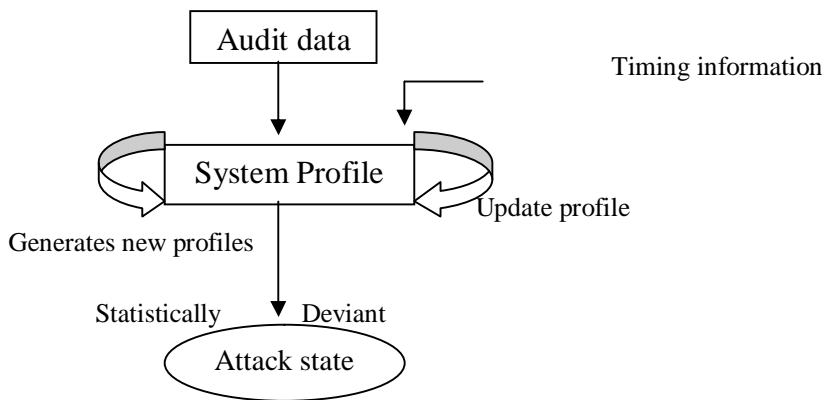 Audit data
Timing information
System Profile
Update profile
Generates new profiles
Statistically Deviant
Attack state